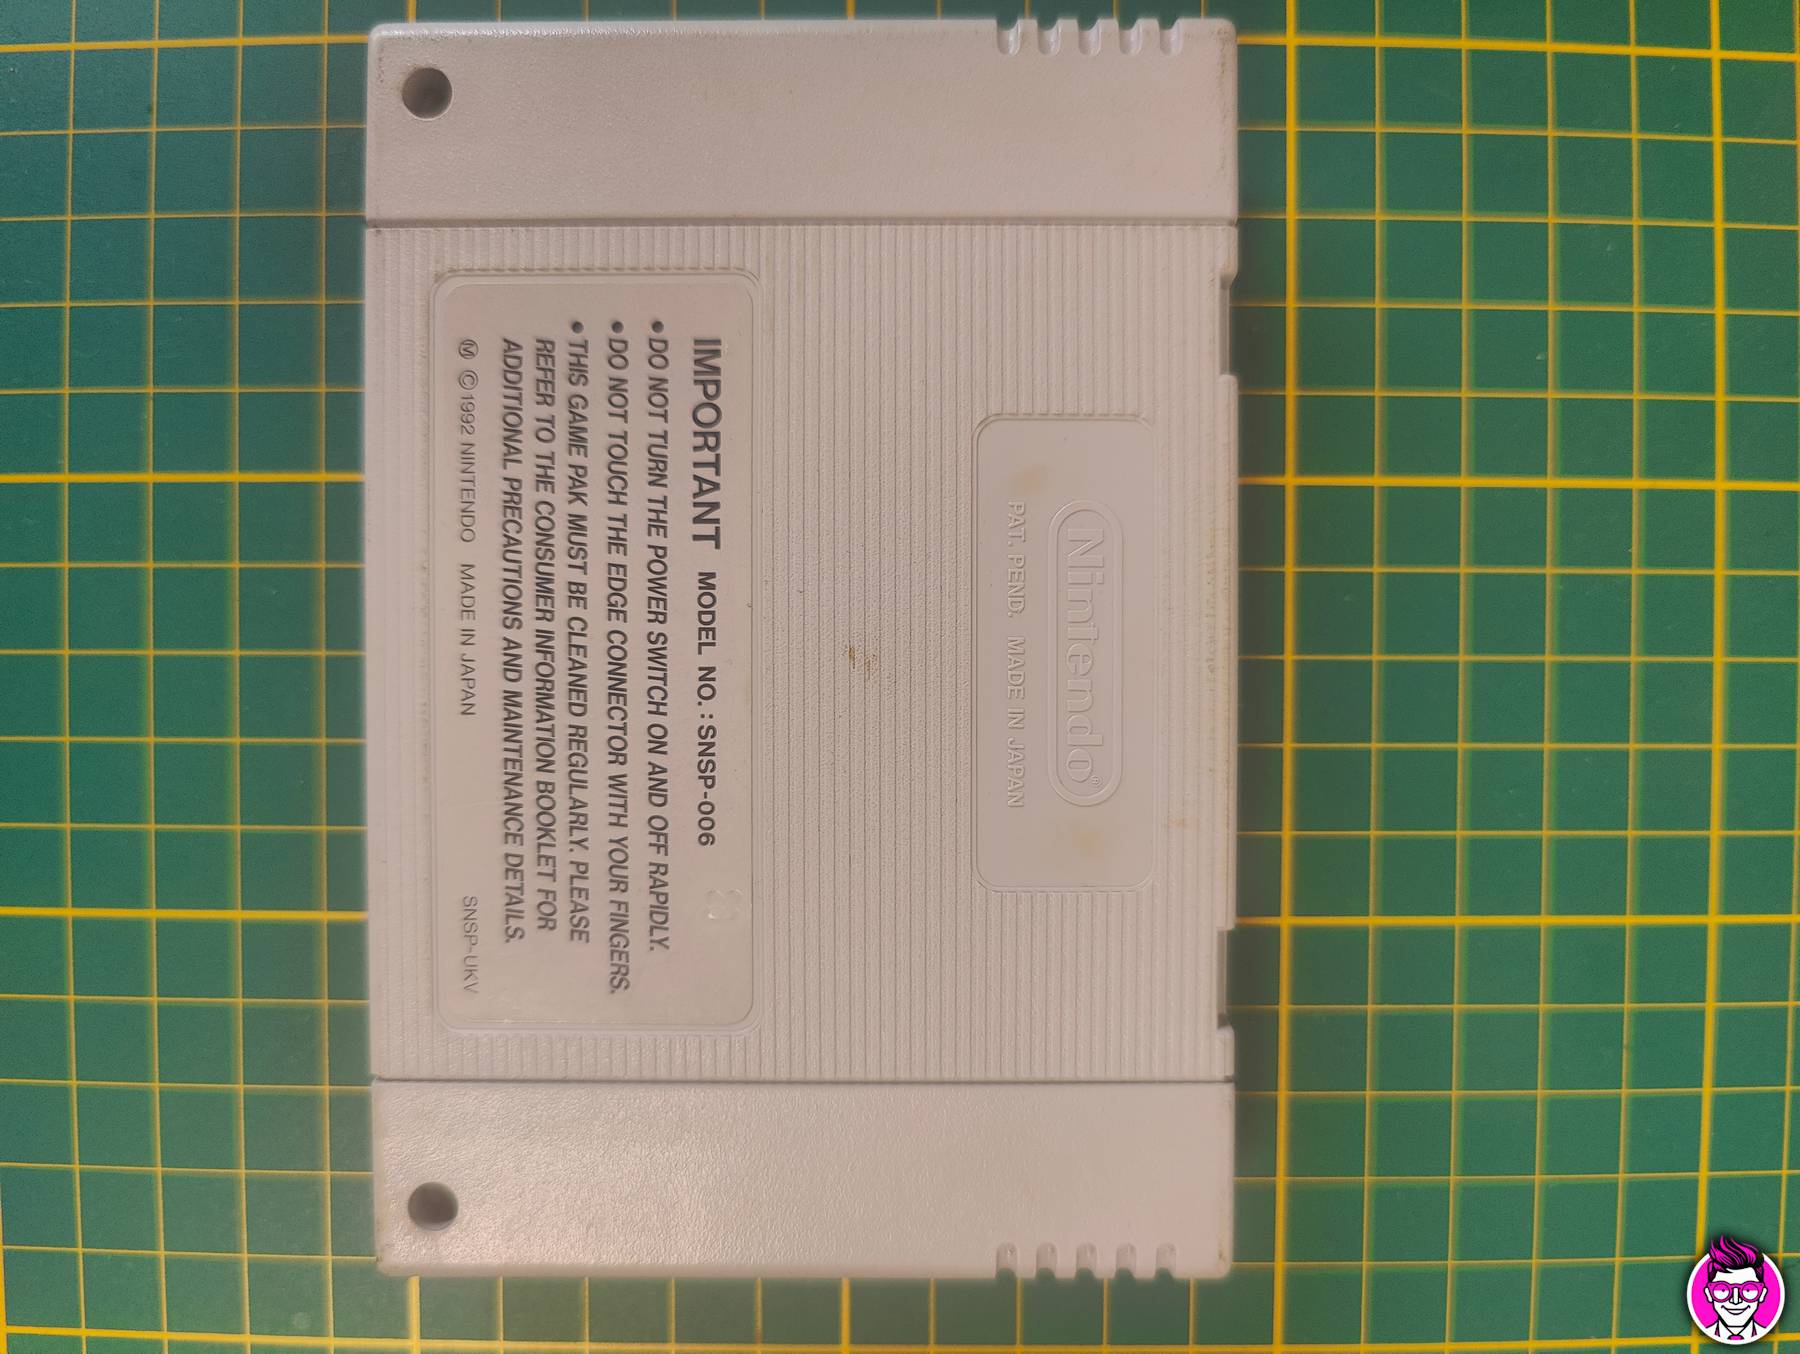 Nintendo®
PAT. PEND. MADE IN JAPAN
IMPORTANT MODEL NO.:SNSP-006
•DO NOT TURN THE POWER SWITCH ON AND OFF RAPIDLY.
•DO NOT TOUCH THE EDGE CONNECTOR WITH YOUR FINGERS.
•THIS GAME PAK MUST BE CLEANED REGULARLY. PLEASE
REFER TO THE CONSUMER INFORMATION BOOKLET FOR
ADDITIONAL PRECAUTIONS AND MAINTENANCE DETAILS.
Ⓜ ©1992 NINTENDO MADE IN JAPAN SNSP-UKV